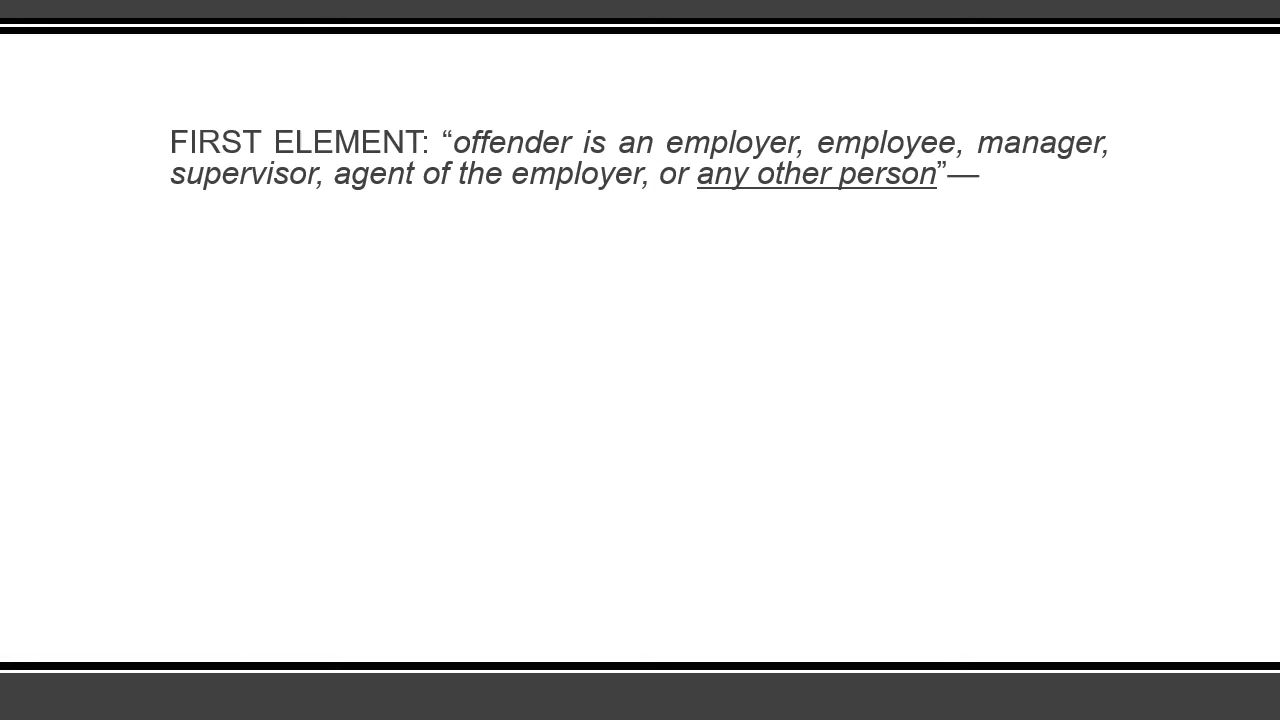 FIRST ELEMENT: “offender is an employer, employee, manager,
supervisor, agent of the employer, or any other person”—